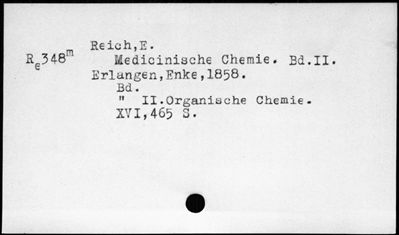 Reich,E.
Re348m Medicinische Chemie. Bd.II.
Erlangen,Enke,1858.
Bd.
" II.Organische Chemie.
XVI,465 S.